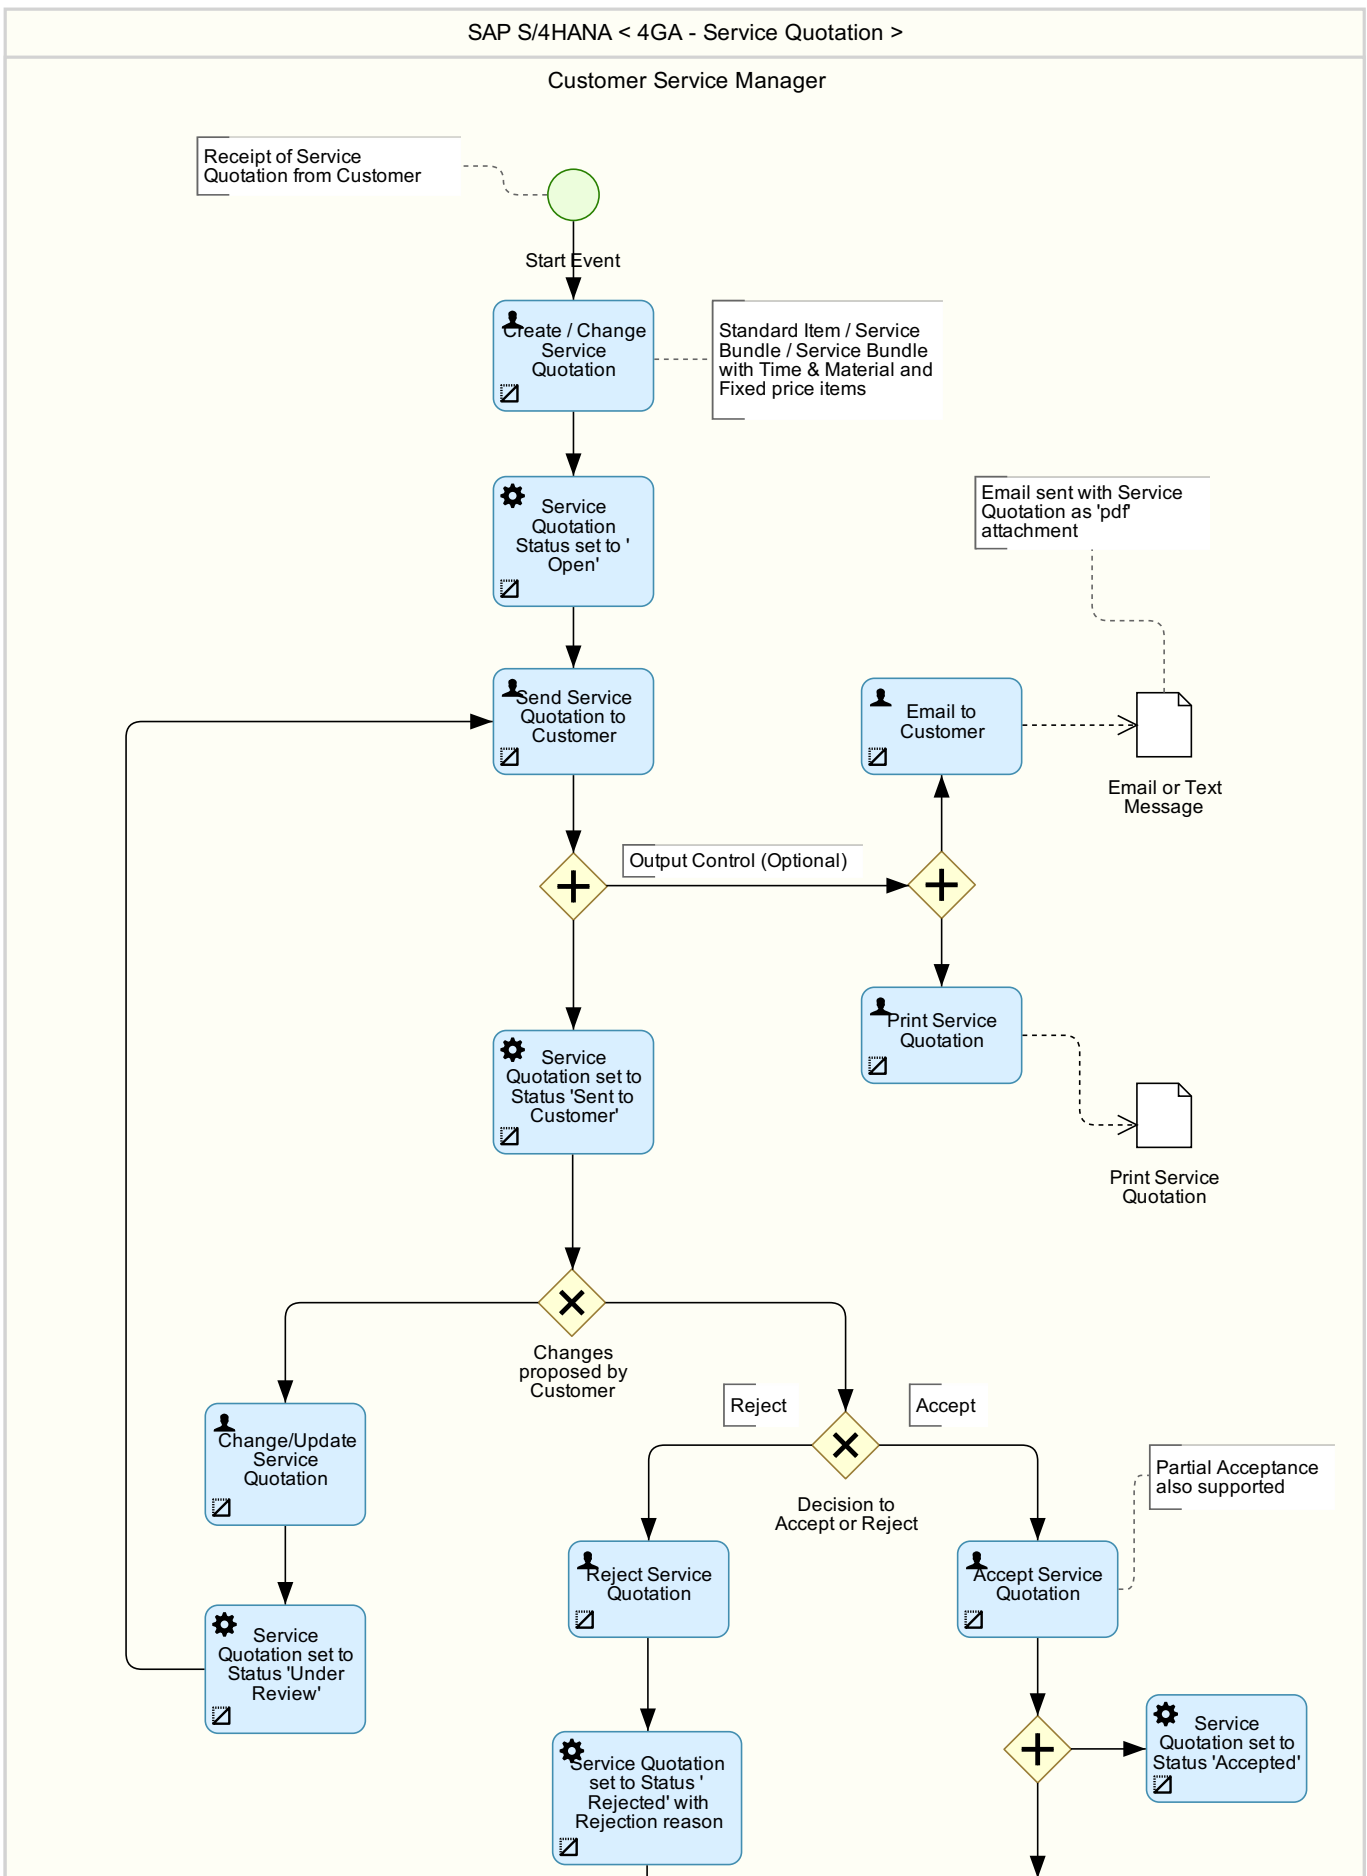 SAP S/4HANA < 4GA - Service Quotation >
Customer Service Manager
Receipt of Service
Quotation from Customer
Start Event
Create / Change
Service
Quotation
Standard Item / Service
Bundle / Service Bundle
with Time & Material and
Fixed price items
Service
Quotation
Status set to '
Open'
Email sent with Service
Quotation as 'pdf'
attachment
Send Service
Quotation to
Customer
Email to
Customer
Email or Text
Message
Output Control (Optional)
Print Service
Quotation
Service
Quotation set to
Status 'Sent to
Customer'
Print Service
Quotation
Changes
proposed by
Customer
Reject
Accept
Change/Update
Service
Quotation
Decision to
Accept or Reject
Partial Acceptance
also supported
Reject Service
Quotation
Accept Service
Quotation
Service
Quotation set to
Status 'Under
Review'
Service Quotation
set to Status '
Rejected' with
Rejection reason
Service
Quotation set to
Status 'Accepted'